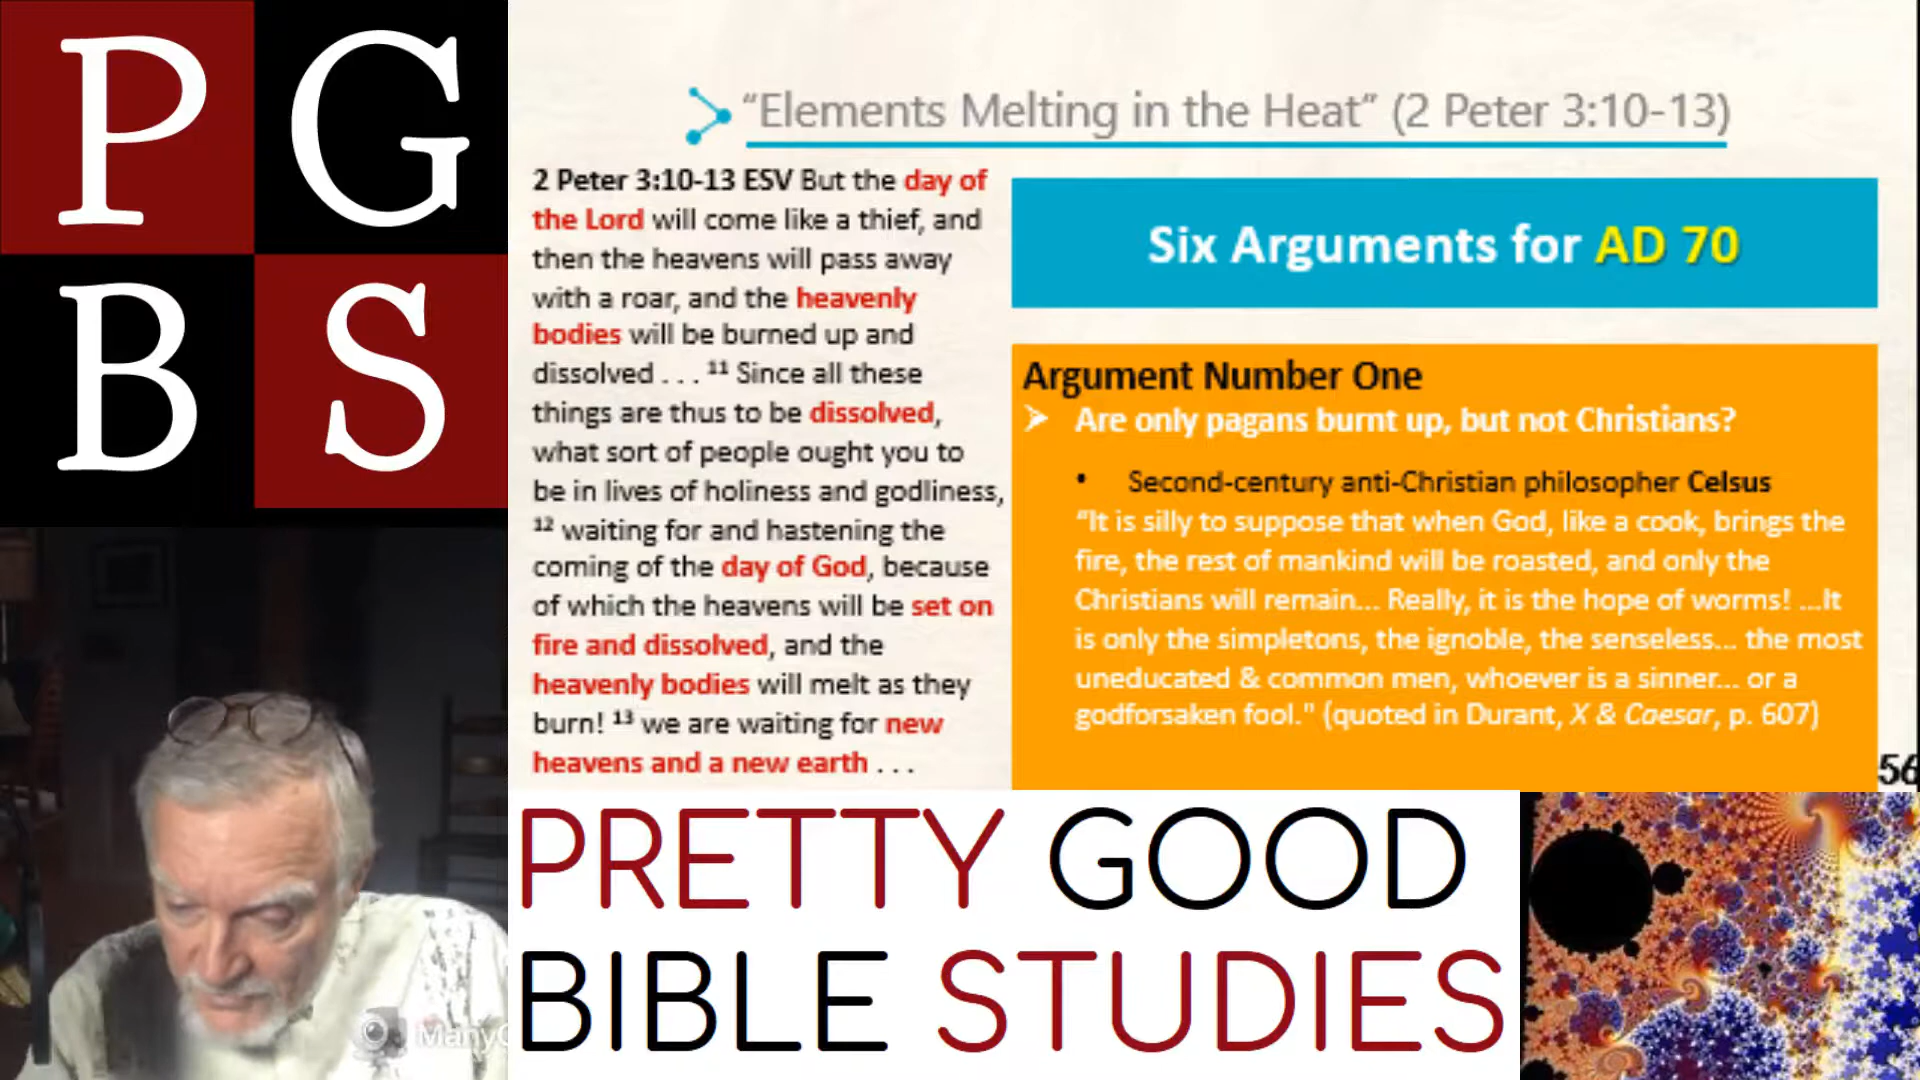 P G
B S
“Elements Melting in the Heat” (2 Peter 3:10-13)
2 Peter 3:10-13 ESV But the day of
the Lord will come like a thief, and
then the heavens will pass away
with a roar, and the heavenly
bodies will be burned up and
dissolved . . . ¹¹ Since all these
things are thus to be dissolved,
what sort of people ought you to
be in lives of holiness and godliness,
¹² waiting for and hastening the
coming of the day of God, because
of which the heavens will be set on
fire and dissolved, and the
heavenly bodies will melt as they
burn! ¹³ we are waiting for new
heavens and a new earth . . .
Six Arguments for AD 70
Argument Number One
➢ Are only pagans burnt up, but not Christians?
• Second-century anti-Christian philosopher Celsus
“It is silly to suppose that when God, like a cook, brings the
fire, the rest of mankind will be roasted, and only the
Christians will remain... Really, it is the hope of worms! ...It
is only the simpletons, the ignoble, the senseless... the most
uneducated & common men, whoever is a sinner... or a
godforsaken fool." (quoted in Durant, X & Caesar, p. 607)
56
PRETTY GOOD
BIBLE STUDIES